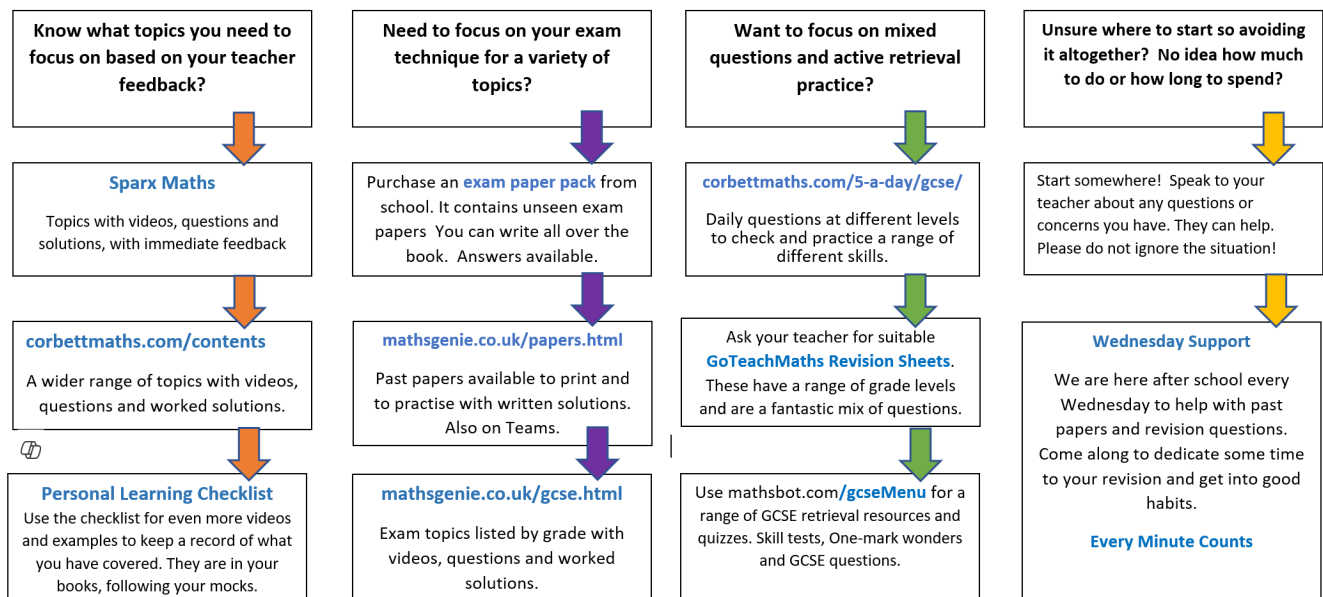 Know what topics you need to
focus on based on your teacher
feedback?
Sparx Maths
Topics with videos, questions and
solutions, with immediate feedback
corbettmaths.com/contents
A wider range of topics with videos,
questions and worked solutions.
Personal Learning Checklist
Use the checklist for even more videos
and examples to keep a record of what
you have covered. They are in your
books, following your mocks.
Need to focus on your exam
technique for a variety of
topics?
Purchase an exam paper pack from
school. It contains unseen exam
papers  You can write all over the
book.  Answers available.
mathsgenie.co.uk/papers.html
Past papers available to print and
to practise with written solutions.
Also on Teams.
mathsgenie.co.uk/gcse.html
Exam topics listed by grade with
videos, questions and worked
solutions.
Want to focus on mixed
questions and active retrieval
practice?
corbettmaths.com/5-a-day/gcse/
Daily questions at different levels
to check and practice a range of
different skills.
Ask your teacher for suitable
GoTeachMaths Revision Sheets.
These have a range of grade levels
and are a fantastic mix of questions.
Use mathsbot.com/gcseMenu for a
range of GCSE retrieval resources and
quizzes. Skill tests, One-mark wonders
and GCSE questions.
Unsure where to start so avoiding
it altogether?  No idea how much
to do or how long to spend?
Start somewhere!  Speak to your
teacher about any questions or
concerns you have. They can help.
Please do not ignore the situation!
Wednesday Support
We are here after school every
Wednesday to help with past
papers and revision questions.
Come along to dedicate some time
to your revision and get into good
habits.
Every Minute Counts